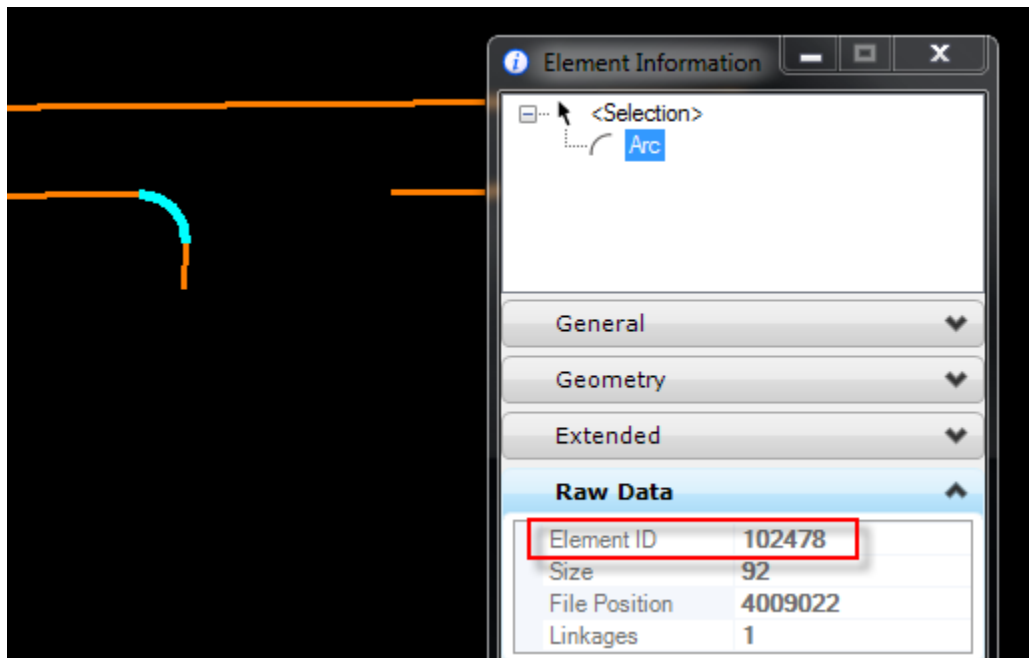 Element Information
<Selection>
Arc
General
Geometry
Extended
Raw Data
Element ID 102478
Size 92
File Position 4009022
Linkages 1